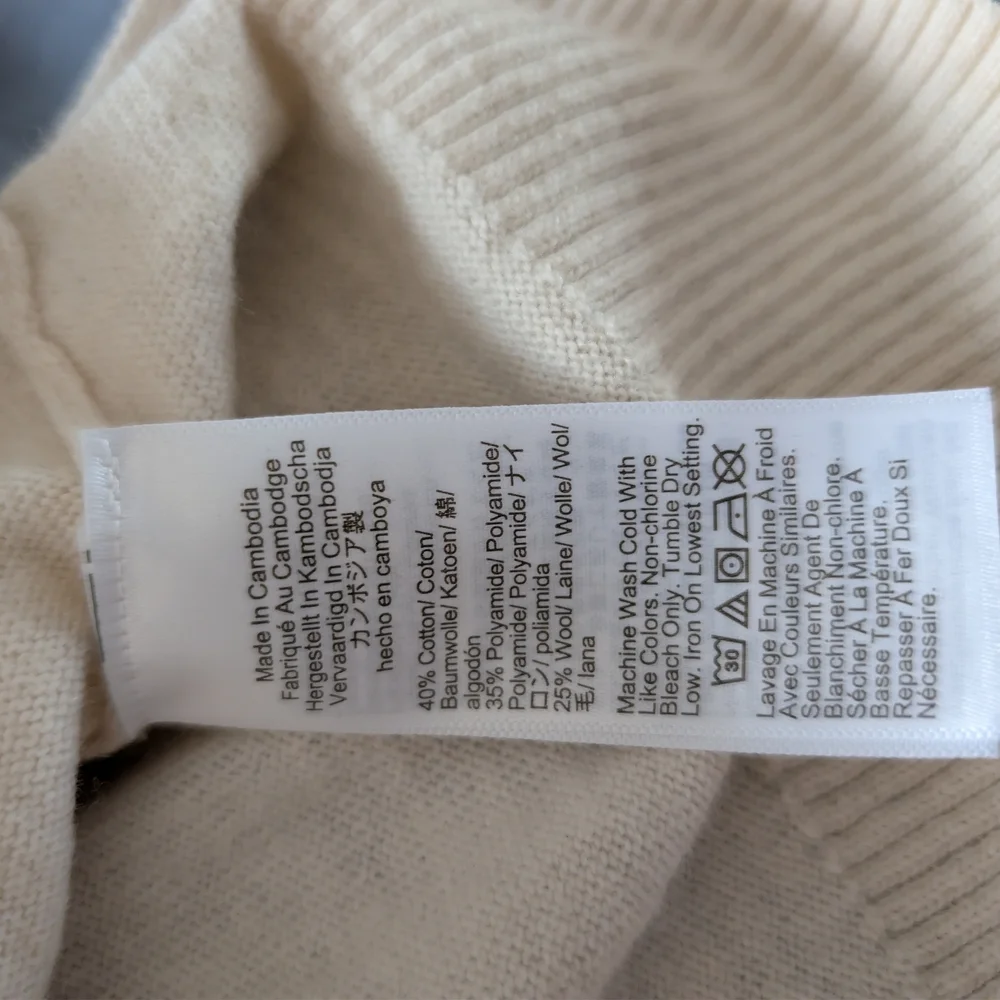 Made In Cambodia
Fabriqué Au Cambodge
Hergestellt In Kambodscha
Vervaardigd In Cambodja
カンボジア製
hecho en camboya
40% Cotton/ Coton/
Baumwolle/ Katoen/ 綿/
algodón
35% Polyamide/ Polyamide/
Polyamide/ Polyamide/ ナイ
ロン/ poliamida
25% Wool/ Laine/ Wolle/ Wol/
毛/ lana
Machine Wash Cold With
Like Colors. Non-chlorine
Bleach Only. Tumble Dry
Low. Iron On Lowest Setting.
30
Lavage En Machine À Froid
Avec Couleurs Similaires.
Seulement Agent De
Blanchiment Non-chlore.
Sécher À La Machine À
Basse Température.
Repasser À Fer Doux Si
Nécessaire.